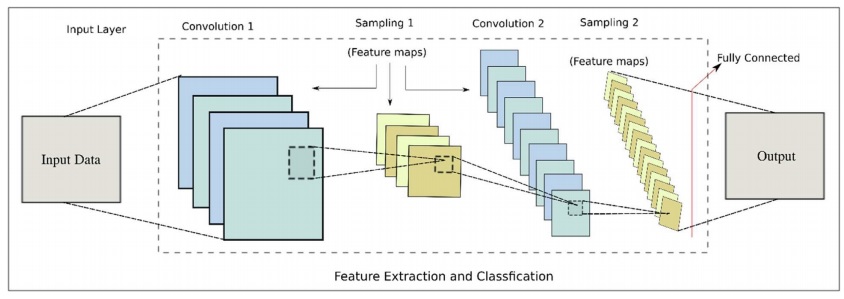 Input Layer
Convolution 1
Sampling 1
Convolution 2
Sampling 2
(Feature maps)
(Feature maps)
Fully Connected
Input Data
Output
Feature Extraction and Classfication